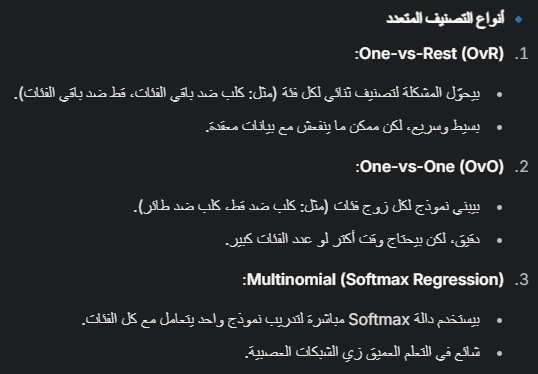 أنواع التصنيف المتعدد
1. One-vs-Rest (OvR):
بيحوّل المشكلة لتصنيف ثنائي لكل فئة (مثل: كلب ضد باقي الفئات، قط ضد باقي الفئات).
بسيط وسريع، لكن ممكن ما ينفعش مع بيانات معقدة.
2. One-vs-One (OvO):
بيبني نموذج لكل زوج فئات (مثل: كلب ضد قط، كلب ضد طائر).
دقيق، لكن بيحتاج وقت أكتر لو عدد الفئات كبير.
3. Multinomial (Softmax Regression):
بيستخدم دالة Softmax مباشرة لتدريب نموذج واحد يتعامل مع كل الفئات.
شائع في التعلم العميق زي الشبكات العصبية.